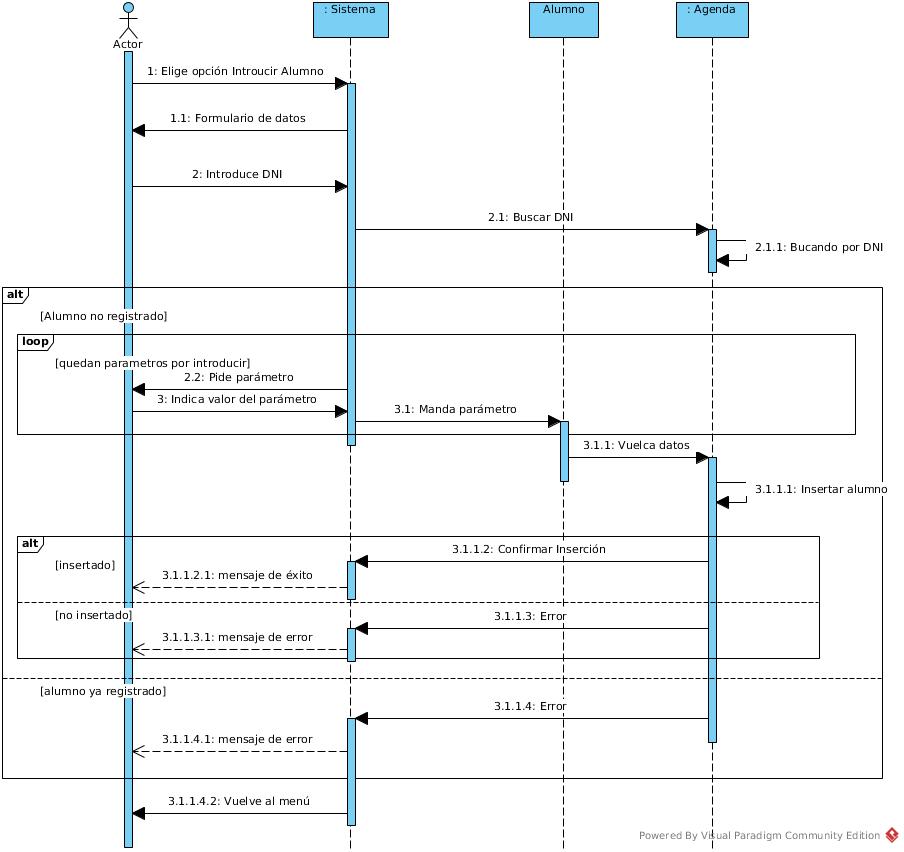 : Sistema
Alumno
: Agenda
Actor
1: Elige opción Introucir Alumno
1.1: Formulario de datos
2: Introduce DNI
2.1: Buscar DNI
2.1.1: Bucando por DNI
alt
[Alumno no registrado]
loop
[quedan parametros por introducir]
2.2: Pide parámetro
3: Indica valor del parámetro
3.1: Manda parámetro
3.1.1: Vuelca datos
3.1.1.1: Insertar alumno
alt
3.1.1.2: Confirmar Inserción
[insertado]
3.1.1.2.1: mensaje de éxito
[no insertado]
3.1.1.3: Error
3.1.1.3.1: mensaje de error
[alumno ya registrado]
3.1.1.4: Error
3.1.1.4.1: mensaje de error
3.1.1.4.2: Vuelve al menú
Powered By Visual Paradigm Community Edition